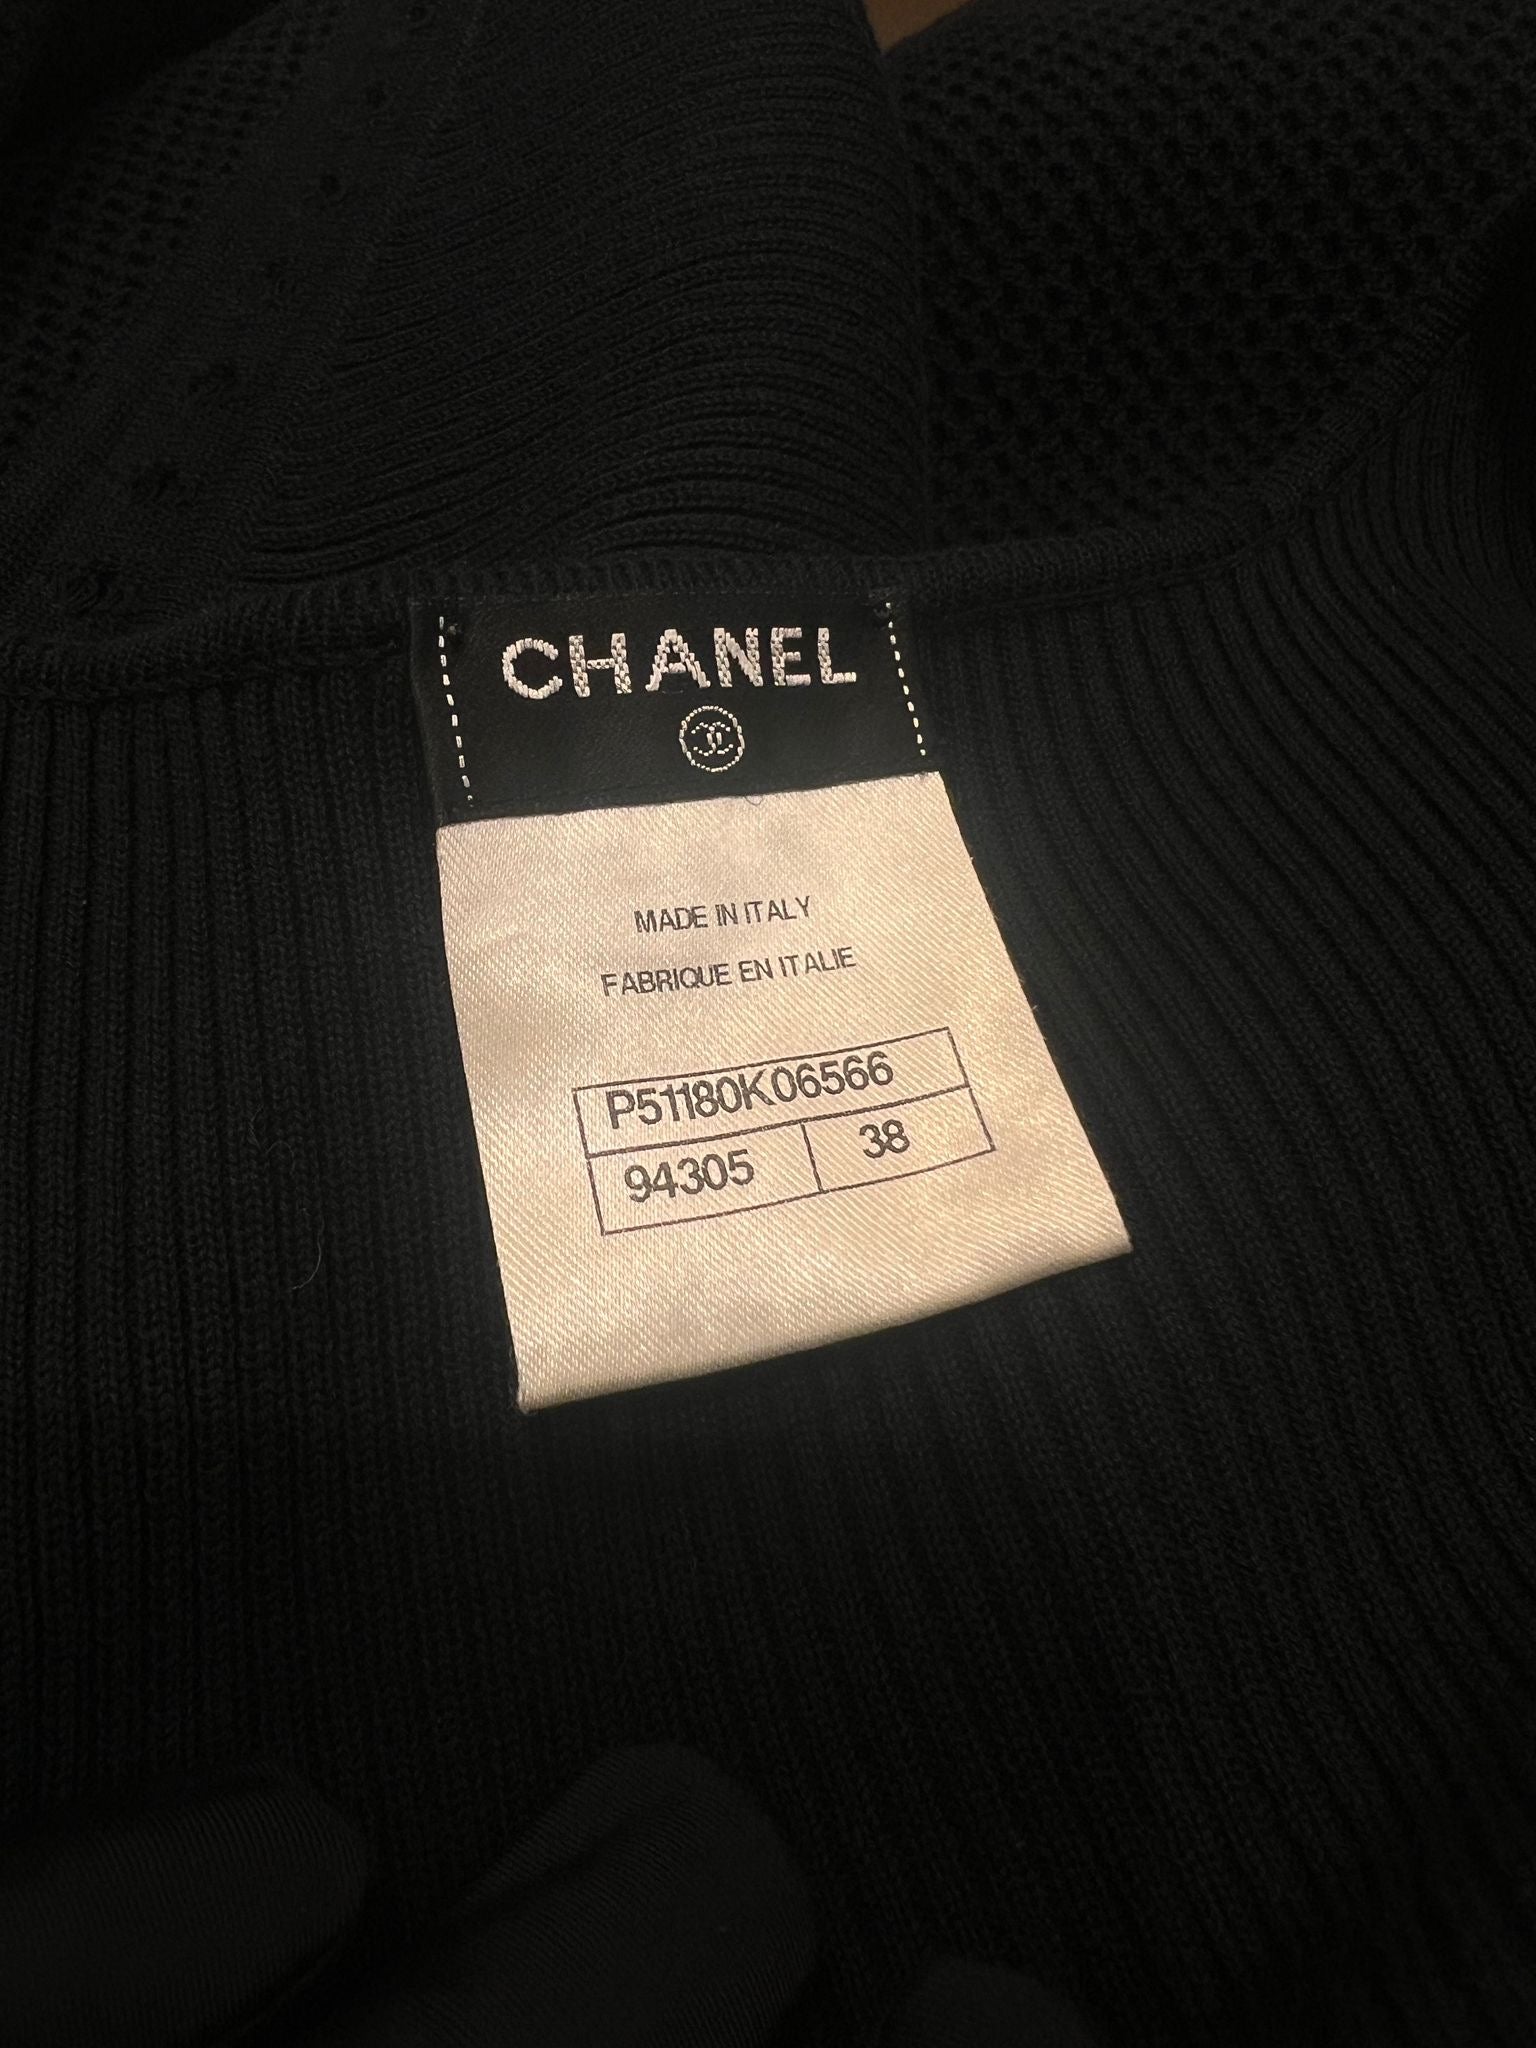 CHANEL
MADE IN ITALY
FABRIQUE EN ITALIE
P51180K06566
94305 38